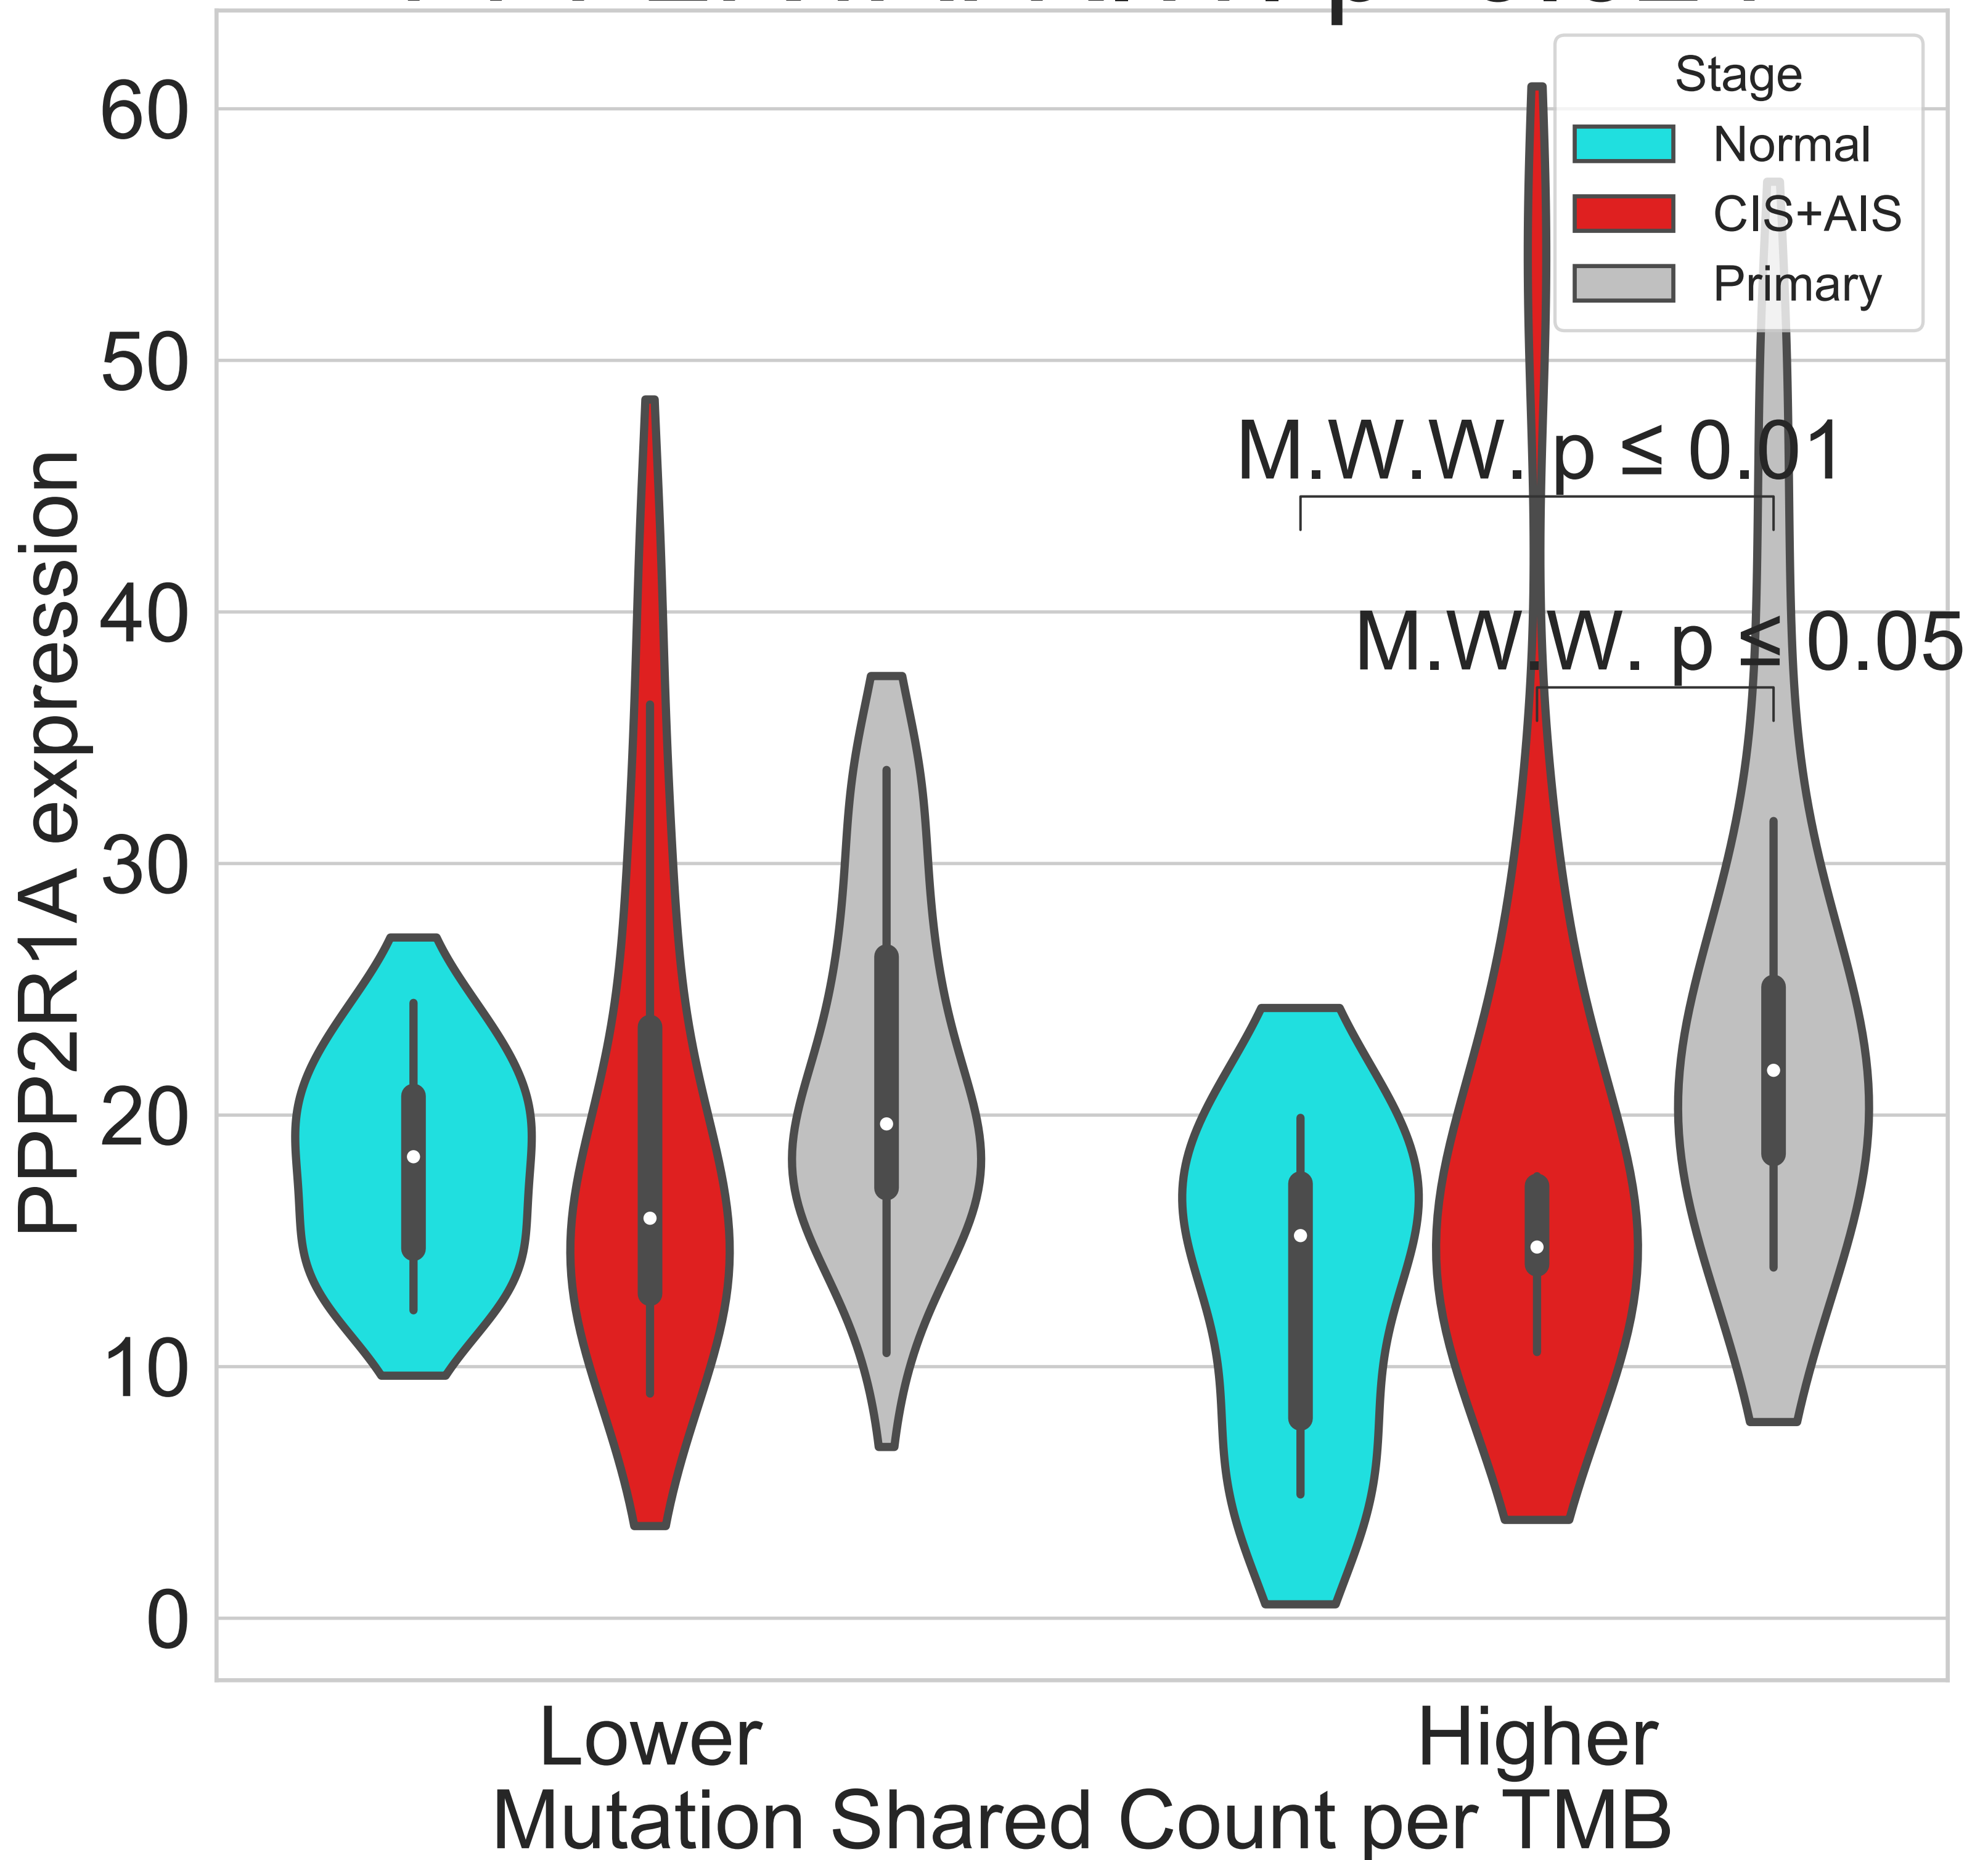 Stage
Normal
CIS+AIS
Primary
60
50
40
30
20
10
0
M.W.W. p ≤ 0.01
M.W.W. p ≤ 0.05
PPP2R1A expression
Lower
Higher
Mutation Shared Count per TMB